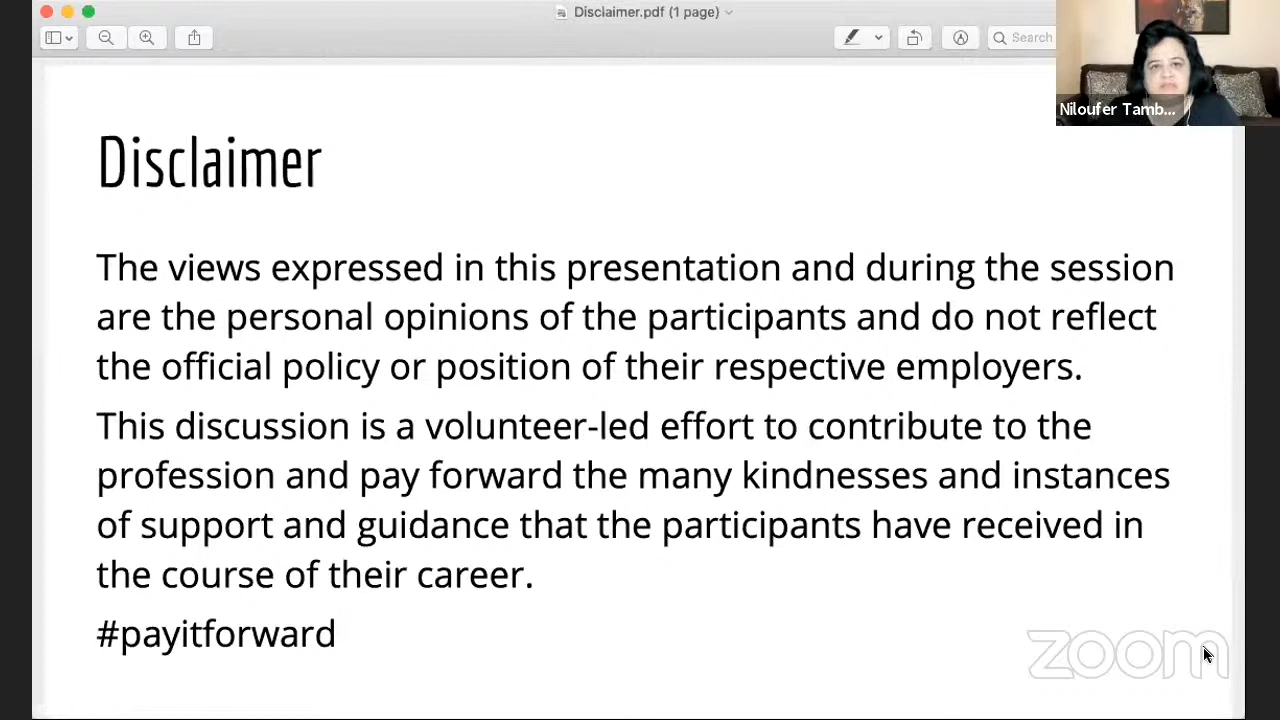 Disclaimer.pdf (1 page)
Search
Niloufer Tamb...
Disclaimer
The views expressed in this presentation and during the session
are the personal opinions of the participants and do not reflect
the official policy or position of their respective employers.
This discussion is a volunteer-led effort to contribute to the
profession and pay forward the many kindnesses and instances
of support and guidance that the participants have received in
the course of their career.
#payitforward
zoom